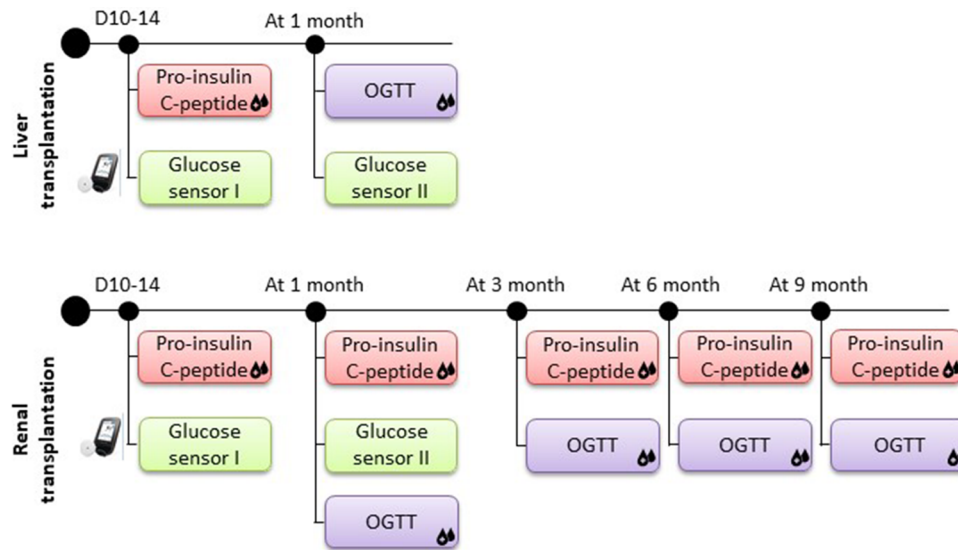 D10-14
At 1 month
Liver
transplantation
Pro-insulin
C-peptide
OGTT
Glucose
sensor I
Glucose
sensor II
D10-14
At 1 month
At 3 month
At 6 month
At 9 month
Renal
transplantation
Pro-insulin
C-peptide
Pro-insulin
C-peptide
Pro-insulin
C-peptide
Pro-insulin
C-peptide
Pro-insulin
C-peptide
Glucose
sensor I
Glucose
sensor II
OGTT
OGTT
OGTT
OGTT